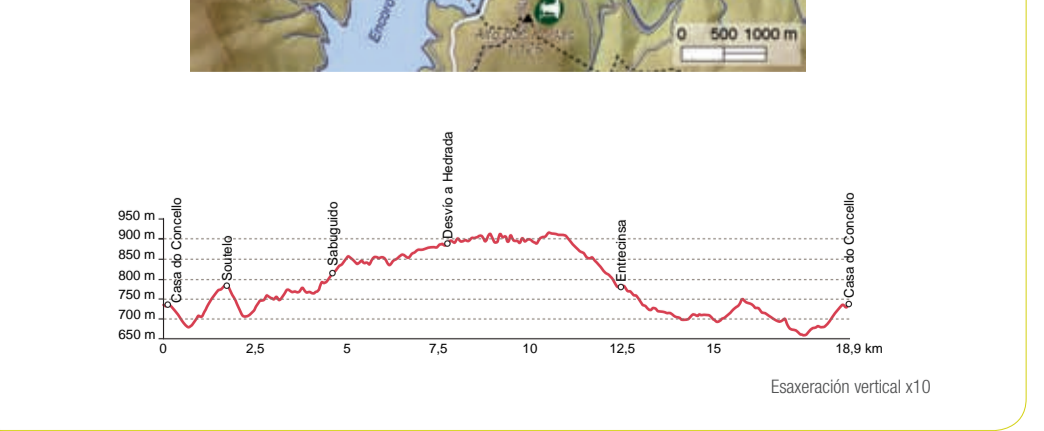 Encoro
0 500 1000 m
Casa do Concello
Soutelo
Sabuguido
Desvío a Hedrada
Entrecinsa
Casa do Concello
950 m
900 m
850 m
800 m
750 m
700 m
650 m
0 2,5 5 7,5 10 12,5 15 18,9 km
Esaxeración vertical x10